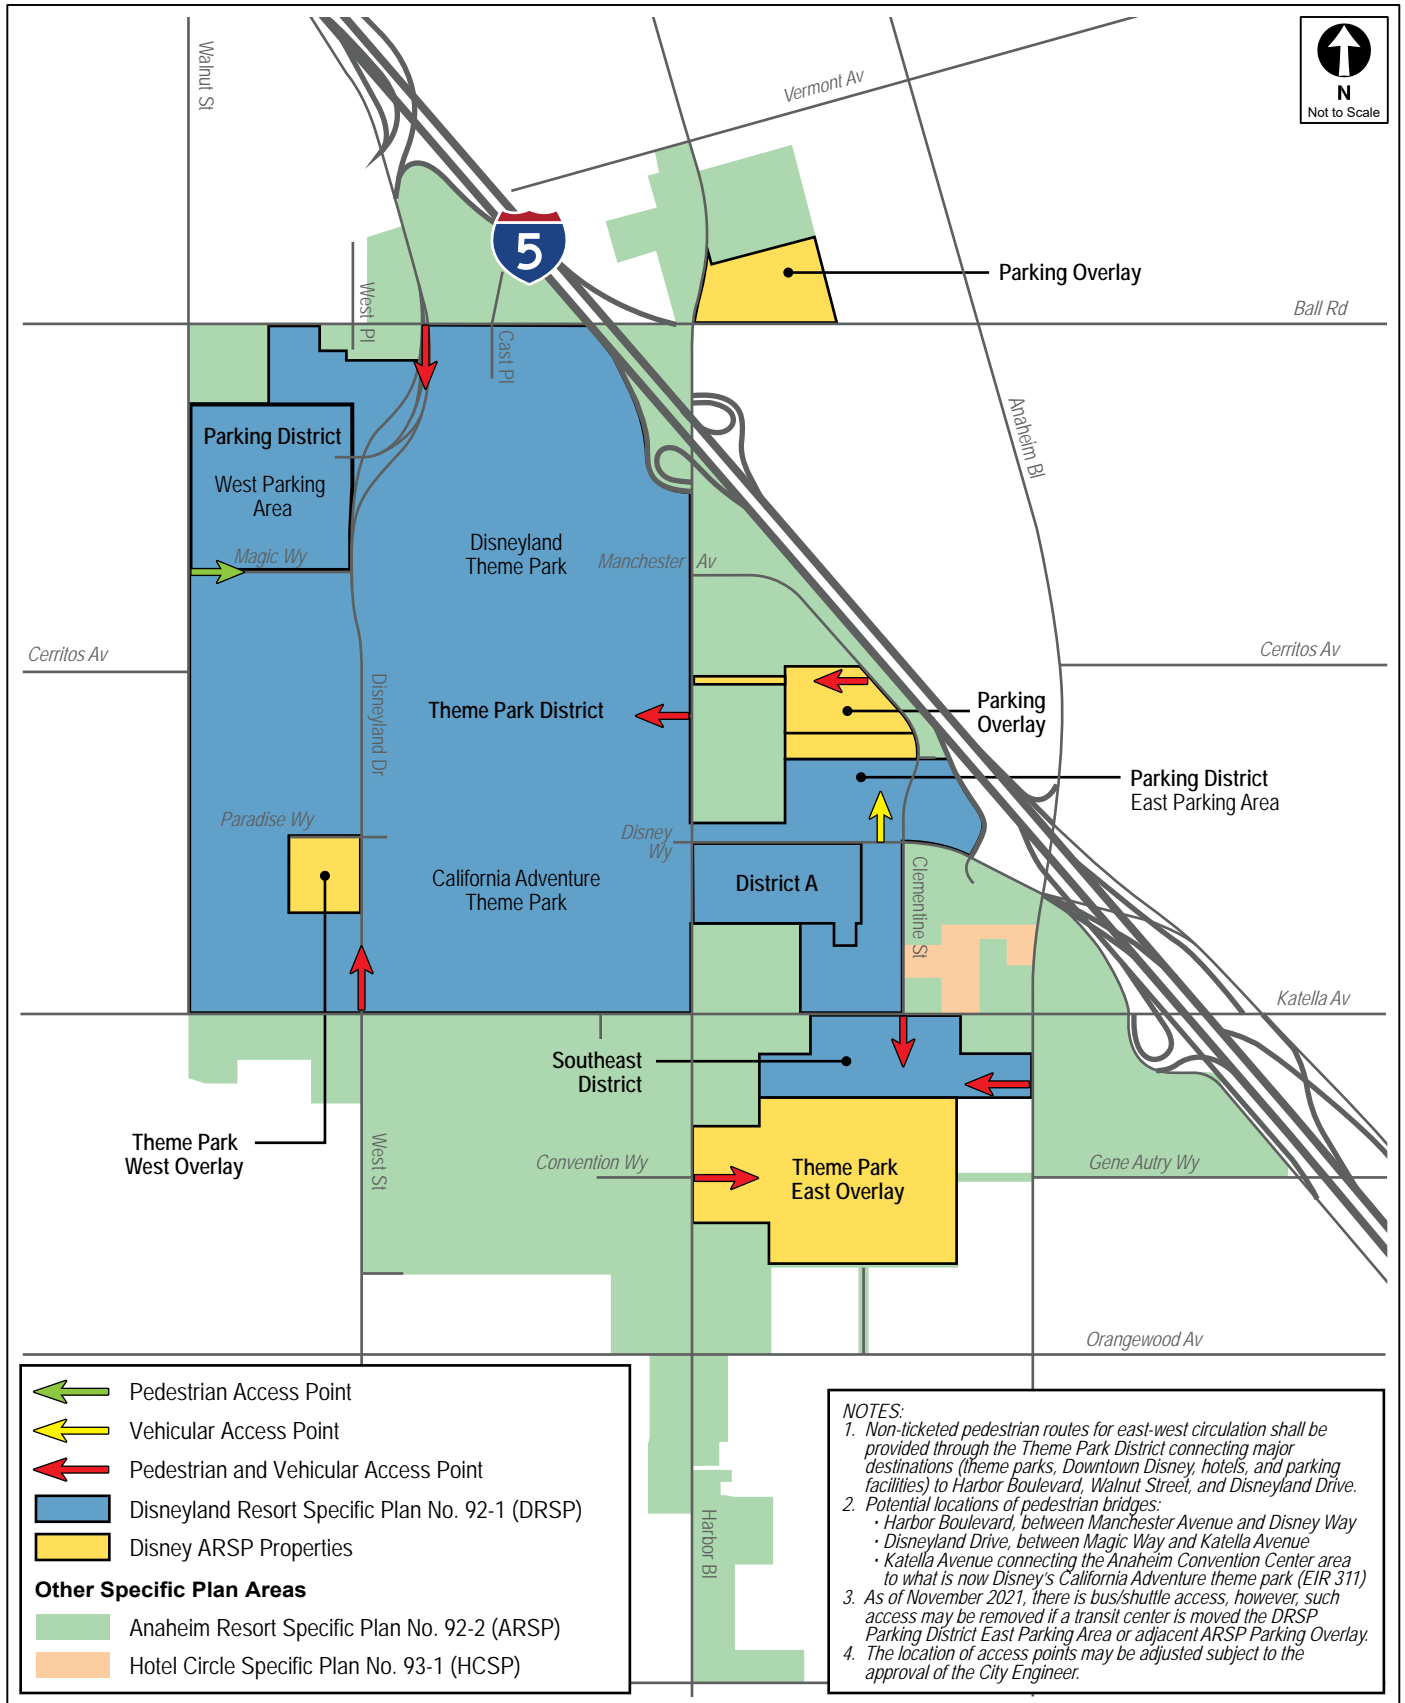 Walnut St
Vermont Av
N
Not to Scale
5
Parking Overlay
West Pl
Cast Pl
Ball Rd
Parking District
West Parking
Area
Anaheim Bl
Disneyland
Theme Park
Magic Wy
Manchester Av
Cerritos Av
Cerritos Av
Disneyland Dr
Theme Park District
Parking
Overlay
Parking District
East Parking Area
Paradise Wy
Disney
Wy
California Adventure
Theme Park
District A
Clementine St
Katella Av
Southeast
District
Theme Park
West Overlay
West St
Convention Wy
Theme Park
East Overlay
Gene Autry Wy
Orangewood Av
Harbor Bl
Pedestrian Access Point
Vehicular Access Point
Pedestrian and Vehicular Access Point
Disneyland Resort Specific Plan No. 92-1 (DRSP)
Disney ARSP Properties
Other Specific Plan Areas
Anaheim Resort Specific Plan No. 92-2 (ARSP)
Hotel Circle Specific Plan No. 93-1 (HCSP)
NOTES:
1. Non-ticketed pedestrian routes for east-west circulation shall be
provided through the Theme Park District connecting major
destinations (theme parks, Downtown Disney, hotels, and parking
facilities) to Harbor Boulevard, Walnut Street, and Disneyland Drive.
2. Potential locations of pedestrian bridges:
· Harbor Boulevard, between Manchester Avenue and Disney Way
· Disneyland Drive, between Magic Way and Katella Avenue
· Katella Avenue connecting the Anaheim Convention Center area
to what is now Disney's California Adventure theme park (EIR 311)
3. As of November 2021, there is bus/shuttle access, however, such
access may be removed if a transit center is moved the DRSP
Parking District East Parking Area or adjacent ARSP Parking Overlay.
4. The location of access points may be adjusted subject to the
approval of the City Engineer.